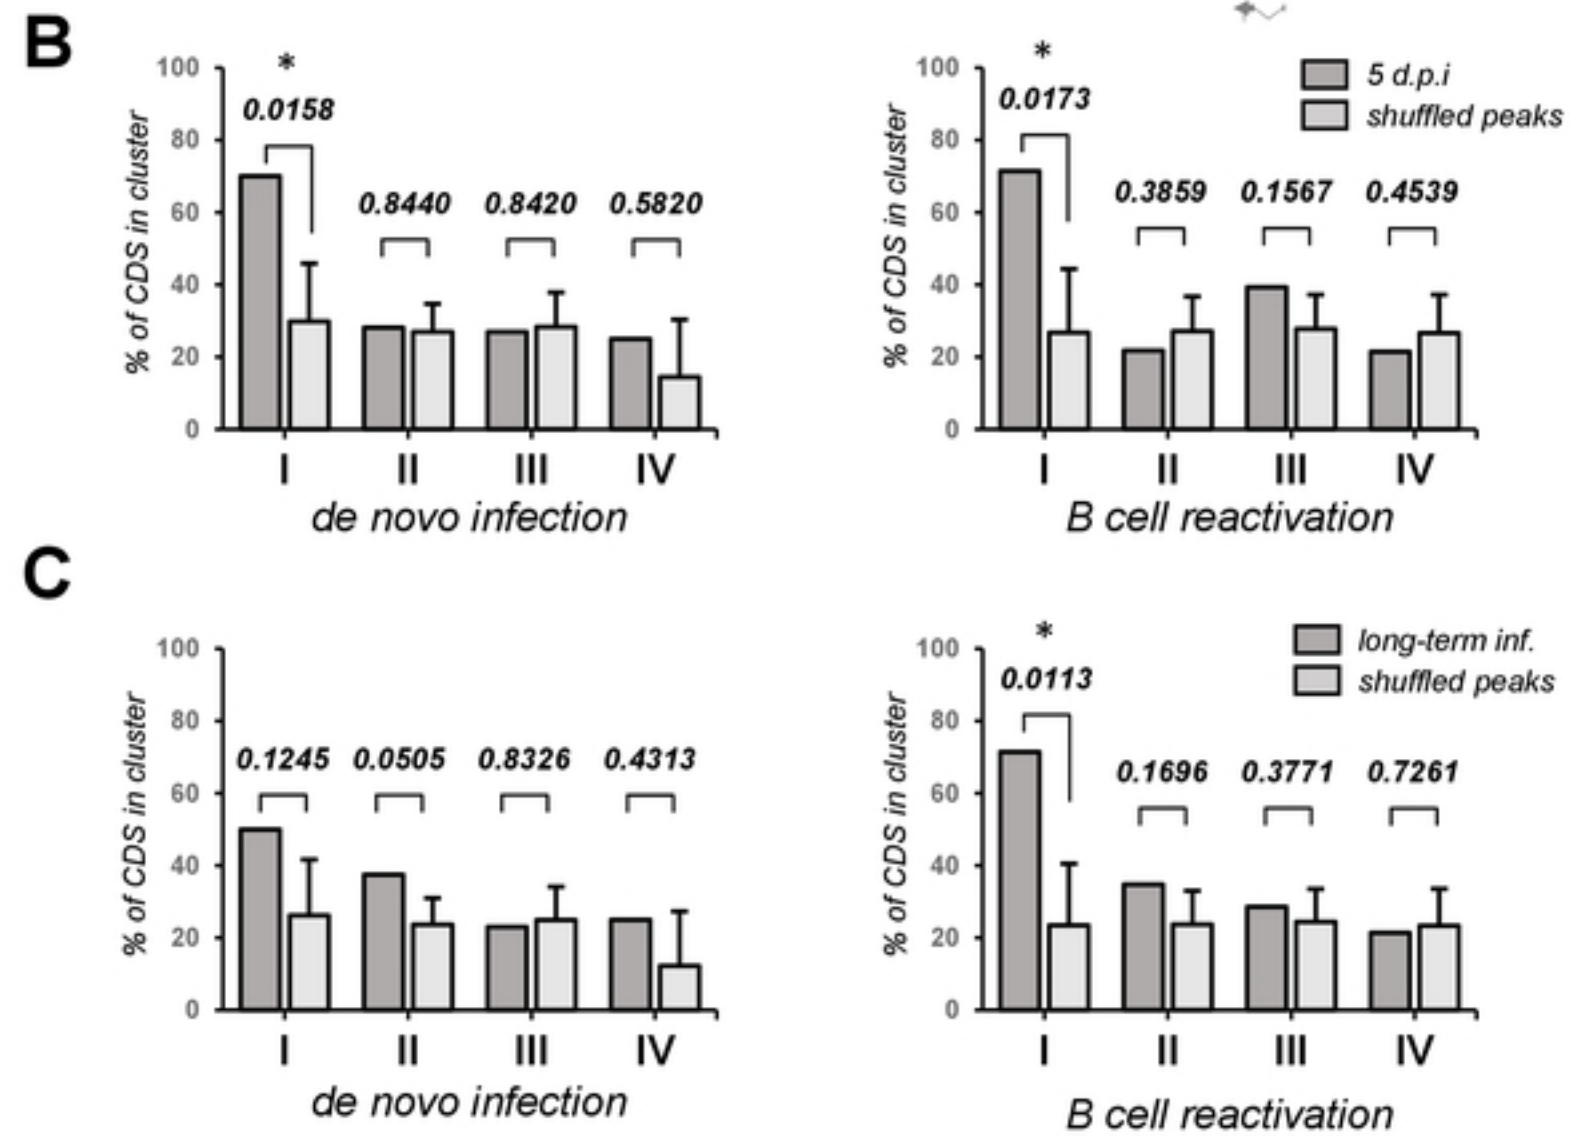 B
*
0.0158
0.8440 0.8420 0.5820
% of CDS in cluster
100
80
60
40
20
0
I II III IV
de novo infection
*
0.0173
0.3859 0.1567 0.4539
% of CDS in cluster
100
80
60
40
20
0
I II III IV
B cell reactivation
5 d.p.i
shuffled peaks
C
0.1245 0.0505 0.8326 0.4313
% of CDS in cluster
100
80
60
40
20
0
I II III IV
de novo infection
*
0.0113
0.1696 0.3771 0.7261
% of CDS in cluster
100
80
60
40
20
0
I II III IV
B cell reactivation
long-term inf.
shuffled peaks